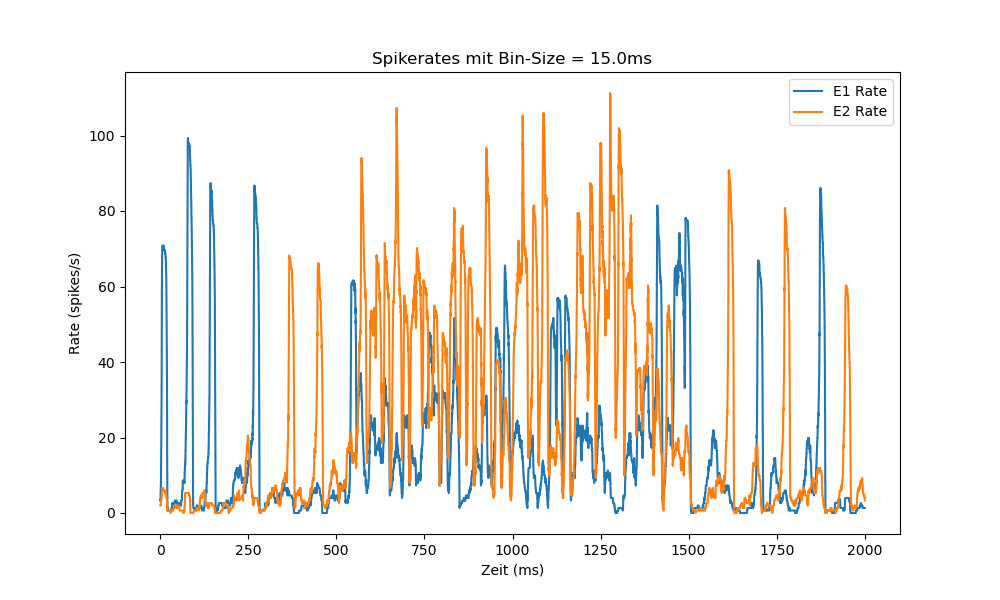 Spikerates mit Bin-Size = 15.0ms
E1 Rate
E2 Rate
Rate (spikes/s)
100
80
60
40
20
0
0 250 500 750 1000 1250 1500 1750 2000
Zeit (ms)